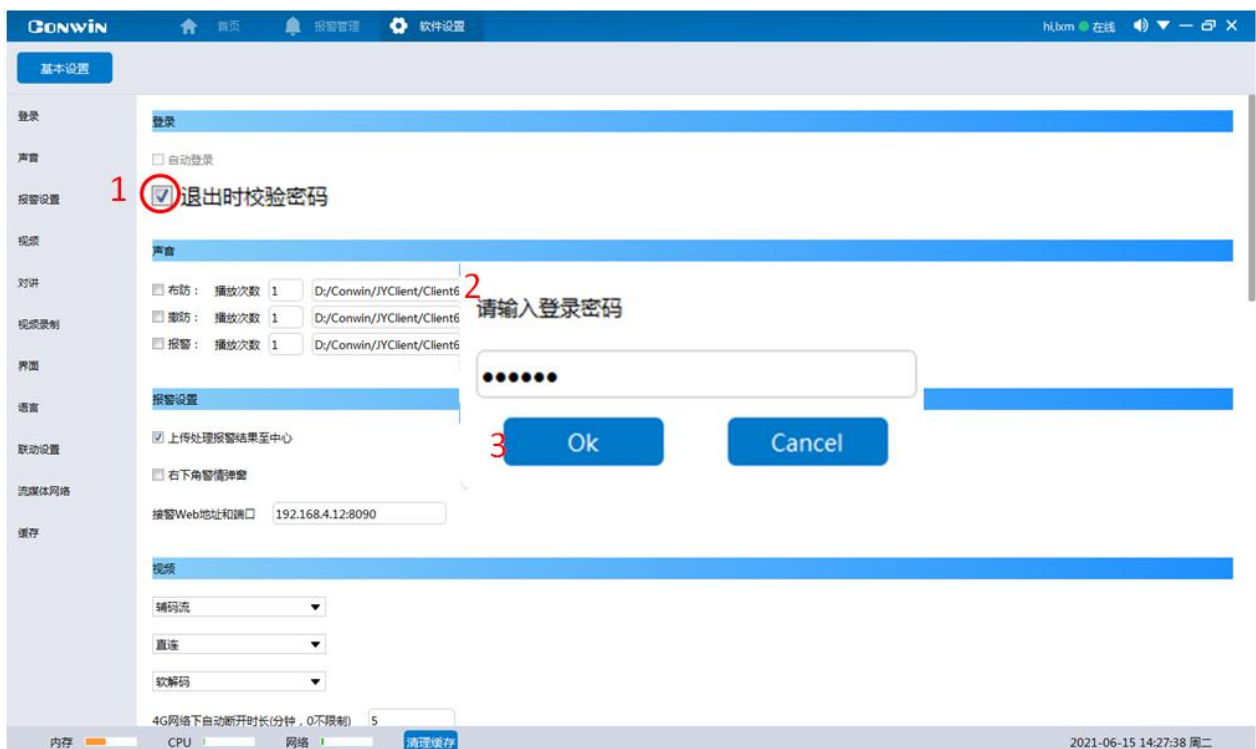 CONWIN 首页 报警管理 软件设置 hi,lxm 在线
基本设置
登录
声音
报警设置
视频
对讲
视频录制
界面
语言
联动设置
流媒体网络
缓存
登录
自动登录
1 退出时校验密码
声音
布防： 播放次数 1 D:/Conwin/JYClient/Client6
撤防： 播放次数 1 D:/Conwin/JYClient/Client6
报警： 播放次数 1 D:/Conwin/JYClient/Client6
2
请输入登录密码
••••••
3 Ok Cancel
报警设置
上传处理报警结果至中心
右下角警情弹窗
接警Web地址和端口 192.168.4.12:8090
视频
辅码流
直连
软解码
4G网络下自动断开时长(分钟，0不限制) 5
内存 CPU 网络 清理缓存 2021-06-15 14:27:38 周二